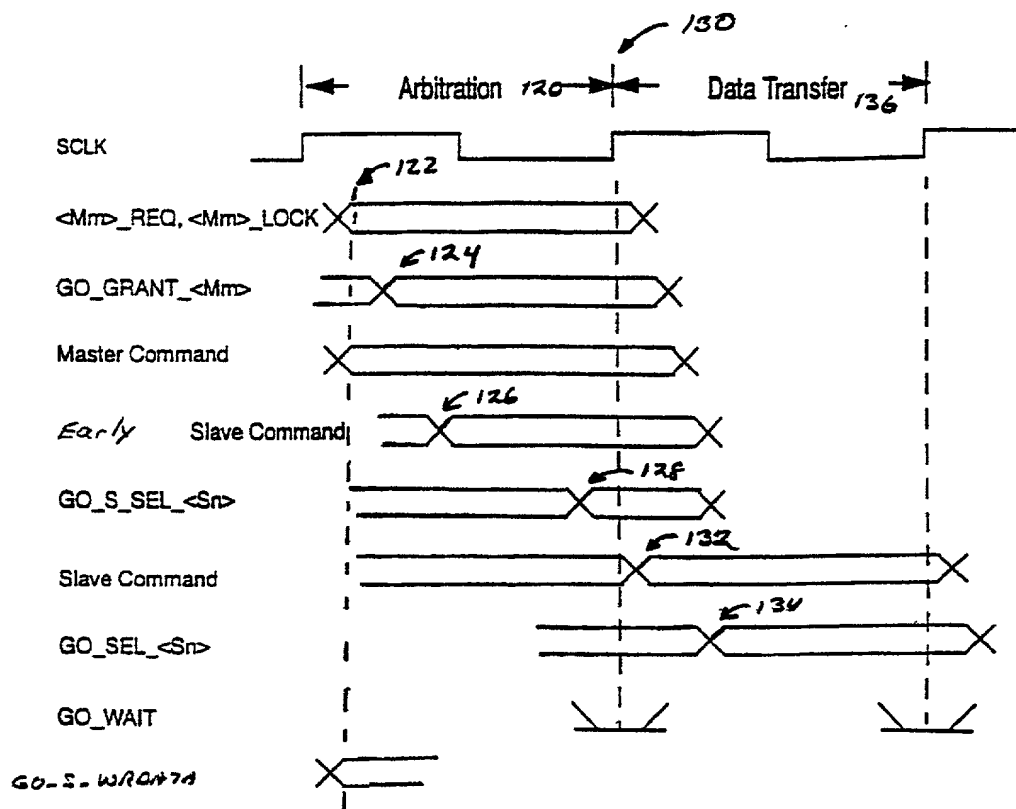 130
Arbitration 120
Data Transfer 136
SCLK
122
<Mm>_REQ, <Mm>_LOCK
124
GO_GRANT_<Mm>
Master Command
126
Early Slave Command
128
GO_S_SEL_<Sn>
132
Slave Command
134
GO_SEL_<Sn>
GO_WAIT
GO_S_WRDATA